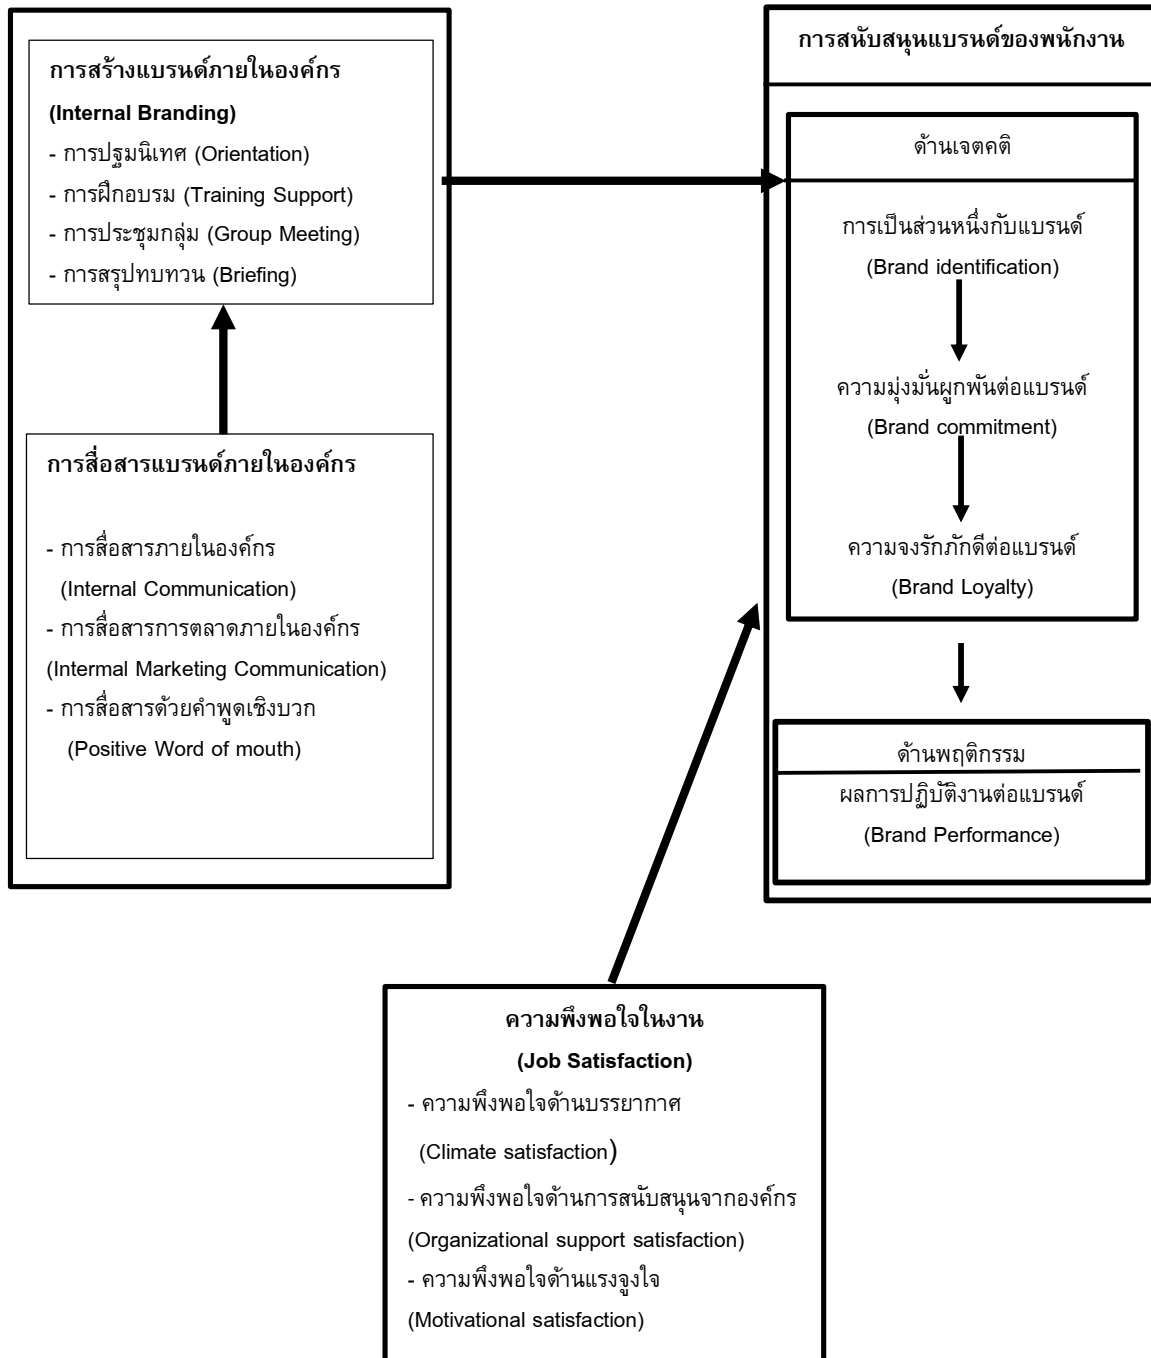 การสร้างแบรนด์ภายในองค์กร
(Internal Branding)
- การปฐมนิเทศ (Orientation)
- การฝึกอบรม (Training Support)
- การประชุมกลุ่ม (Group Meeting)
- การสรุปทบทวน (Briefing)
การสื่อสารแบรนด์ภายในองค์กร
- การสื่อสารภายในองค์กร
(Internal Communication)
- การสื่อสารการตลาดภายในองค์กร
(Intermal Marketing Communication)
- การสื่อสารด้วยคำพูดเชิงบวก
(Positive Word of mouth)
การสนับสนุนแบรนด์ของพนักงาน
ด้านเจตคติ
การเป็นส่วนหนึ่งกับแบรนด์
(Brand identification)
ความมุ่งมั่นผูกพันต่อแบรนด์
(Brand commitment)
ความจงรักภักดีต่อแบรนด์
(Brand Loyalty)
ด้านพฤติกรรม
ผลการปฏิบัติงานต่อแบรนด์
(Brand Performance)
ความพึงพอใจในงาน
(Job Satisfaction)
- ความพึงพอใจด้านบรรยากาศ
(Climate satisfaction)
- ความพึงพอใจด้านการสนับสนุนจากองค์กร
(Organizational support satisfaction)
- ความพึงพอใจด้านแรงจูงใจ
(Motivational satisfaction)